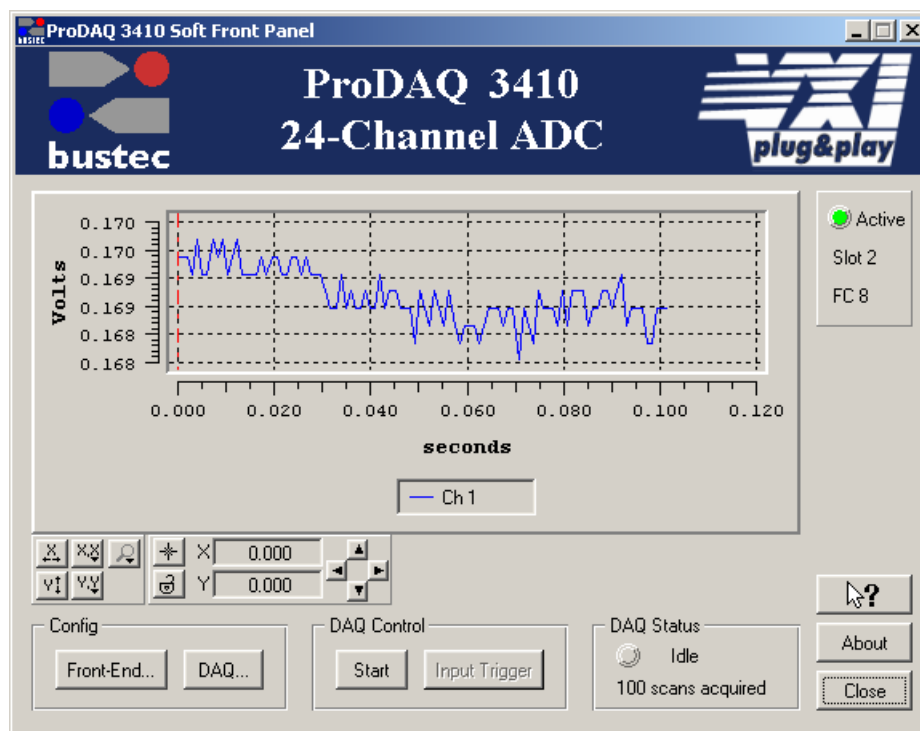 ProDAQ 3410 Soft Front Panel
bustec
ProDAQ 3410
24-Channel ADC
VXI
plug&play
Volts
0.170
0.170
0.169
0.169
0.168
0.168
0.000 0.020 0.040 0.060 0.080 0.100 0.120
seconds
Ch 1
Active
Slot 2
FC 8
X X.X X 0.000
Y Y.Y Y 0.000
?
Config
Front-End... DAQ...
DAQ Control
Start Input Trigger
DAQ Status
Idle
100 scans acquired
About
Close